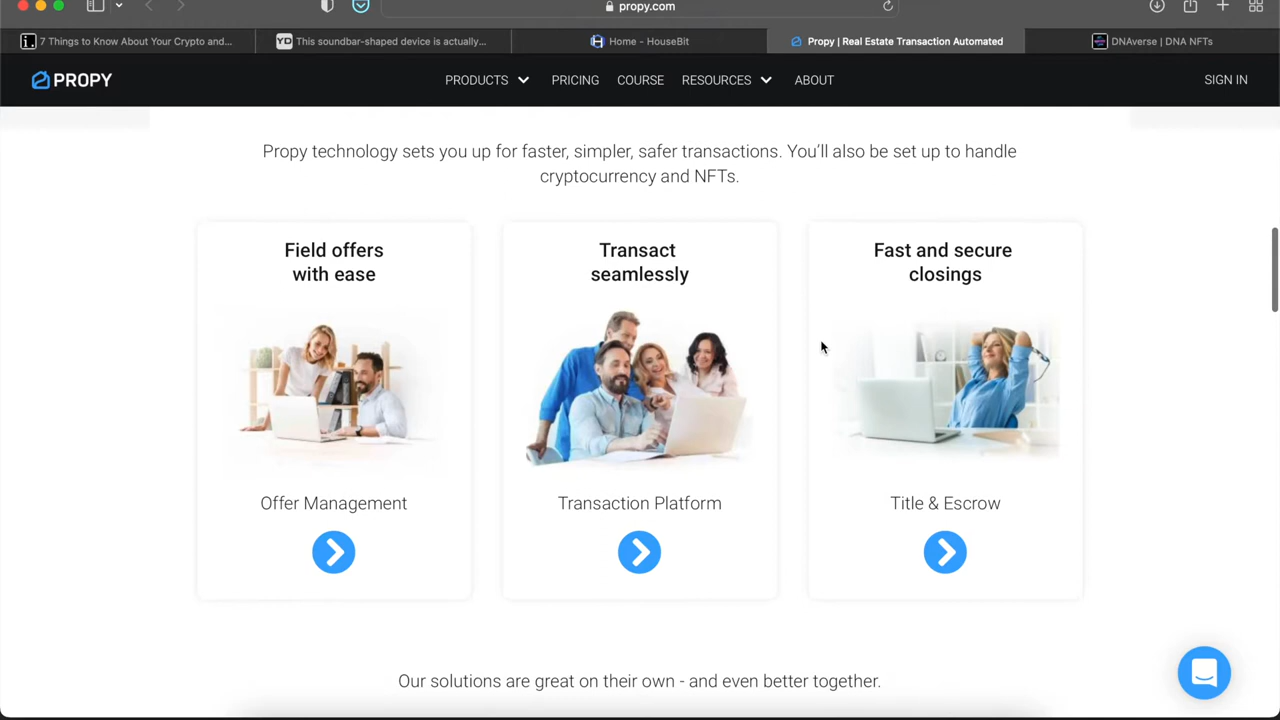 propy.com
7 Things to Know About Your Crypto and...
YD This soundbar-shaped device is actually...
Home - HouseBit
Propy | Real Estate Transaction Automated
DNAverse | DNA NFTs
PROPY
PRODUCTS
PRICING
COURSE
RESOURCES
ABOUT
SIGN IN
Propy technology sets you up for faster, simpler, safer transactions. You’ll also be set up to handle
cryptocurrency and NFTs.
Field offers
with ease
Offer Management
Transact
seamlessly
Transaction Platform
Fast and secure
closings
Title & Escrow
Our solutions are great on their own - and even better together.